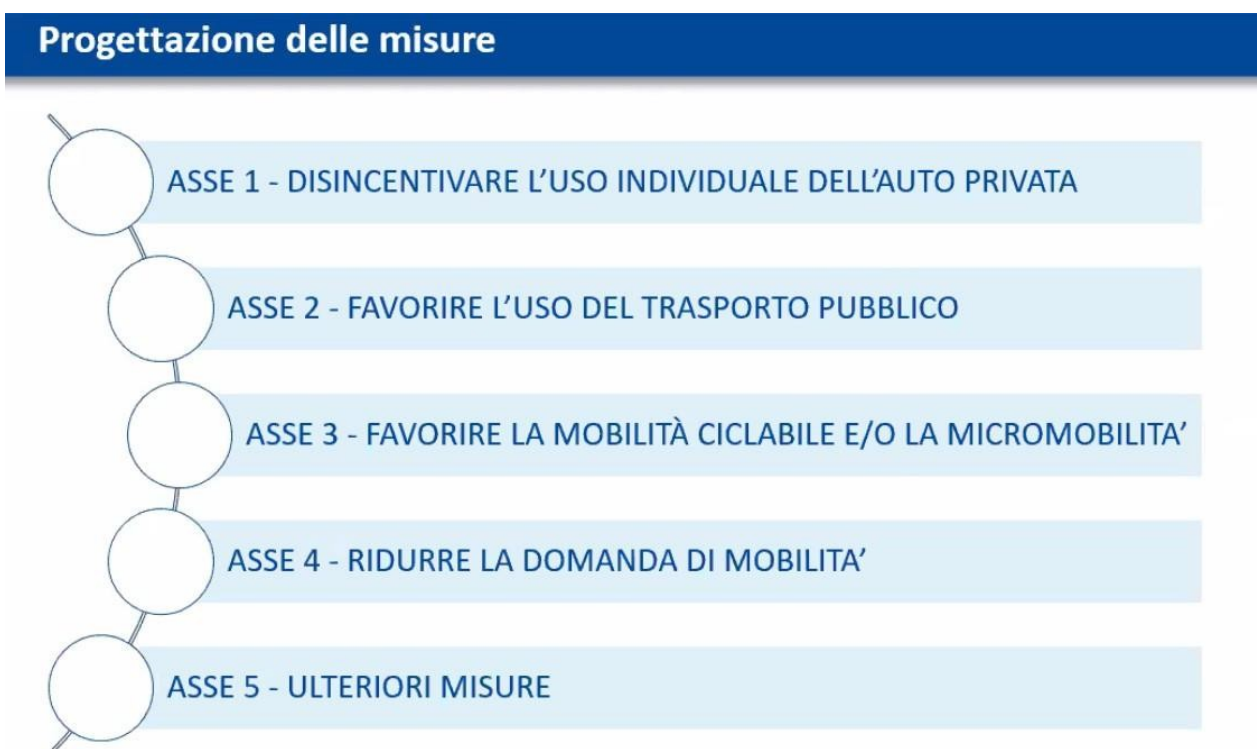 Progettazione delle misure
ASSE 1 - DISINCENTIVARE L’USO INDIVIDUALE DELL’AUTO PRIVATA
ASSE 2 - FAVORIRE L’USO DEL TRASPORTO PUBBLICO
ASSE 3 - FAVORIRE LA MOBILITÀ CICLABILE E/O LA MICROMOBILITA’
ASSE 4 - RIDURRE LA DOMANDA DI MOBILITA’
ASSE 5 - ULTERIORI MISURE